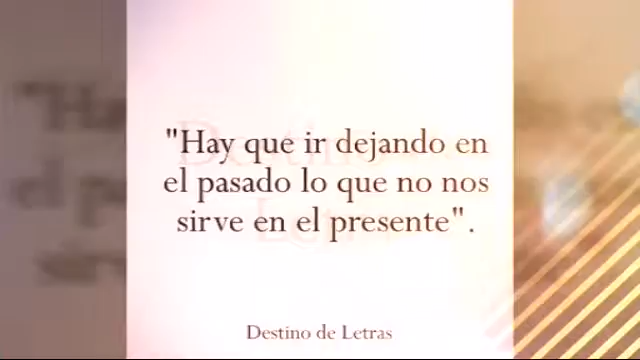 "Hay que ir dejando en
el pasado lo que no nos
sirve en el presente".
Destino de Letras